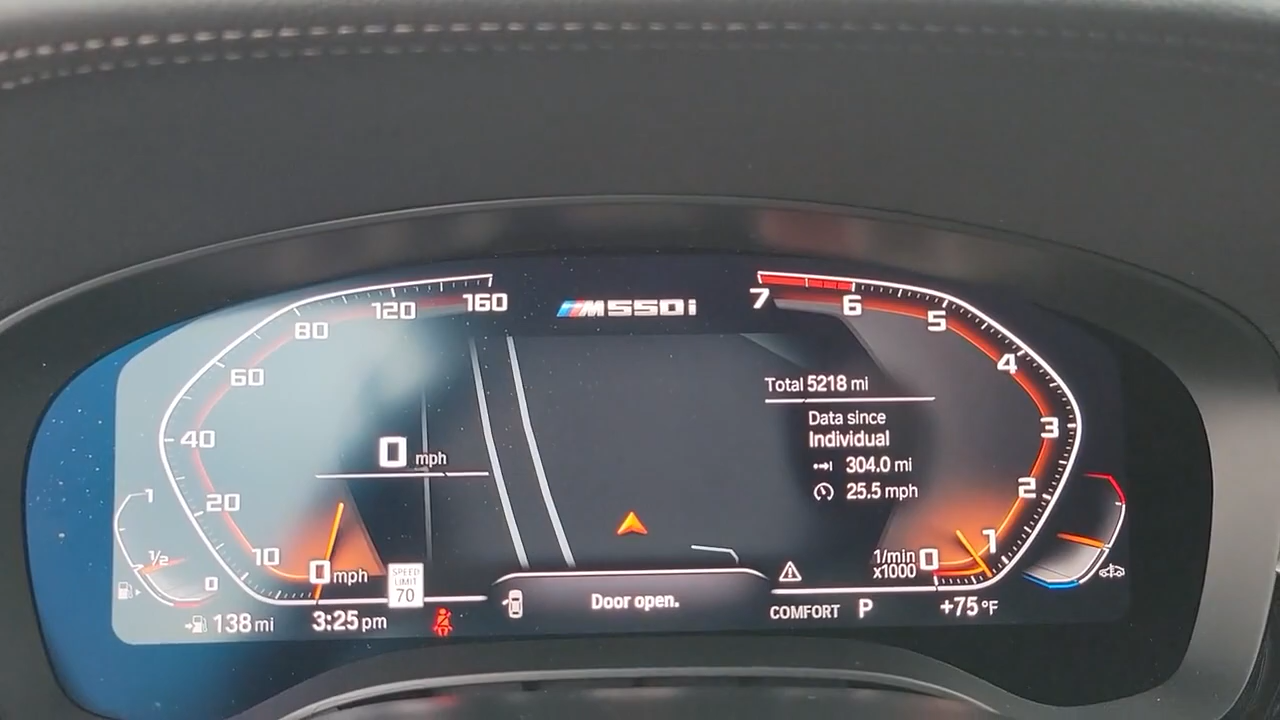 M550i
160
120
80
60
40
20
10
0 mph
0 mph
7
6
5
4
3
2
1
0
1/min
x1000
Total 5218 mi
Data since
Individual
304.0 mi
25.5 mph
1
1/2
0
SPEED
LIMIT
70
Door open.
138 mi
3:25 pm
COMFORT P
+75 °F